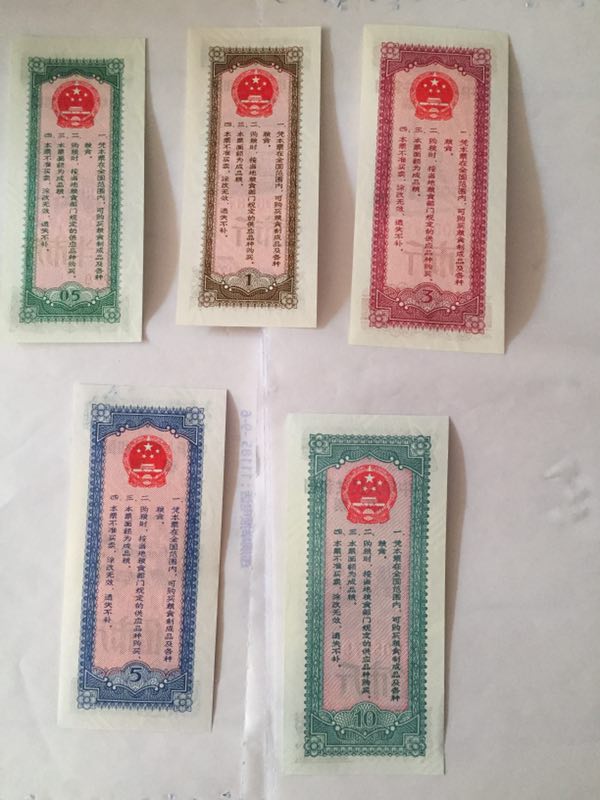 一、凭本票在全国范围内，可购买粮食制成品及各种
粮食。
二、购粮时，按当地粮食部门规定的供应品种购买。
三、本票面额为成品粮。
四、本票不准买卖，涂改无效，遗失不补。
05
一、凭本票在全国范围内，可购买粮食制成品及各种
粮食。
二、购粮时，按当地粮食部门规定的供应品种购买。
三、本票面额为成品粮。
四、本票不准买卖，涂改无效，遗失不补。
1
一、凭本票在全国范围内，可购买粮食制成品及各种
粮食。
二、购粮时，按当地粮食部门规定的供应品种购买。
三、本票面额为成品粮。
四、本票不准买卖，涂改无效，遗失不补。
3
一、凭本票在全国范围内，可购买粮食制成品及各种
粮食。
二、购粮时，按当地粮食部门规定的供应品种购买。
三、本票面额为成品粮。
四、本票不准买卖，涂改无效，遗失不补。
5
一、凭本票在全国范围内，可购买粮食制成品及各种
粮食。
二、购粮时，按当地粮食部门规定的供应品种购买。
三、本票面额为成品粮。
四、本票不准买卖，涂改无效，遗失不补。
10